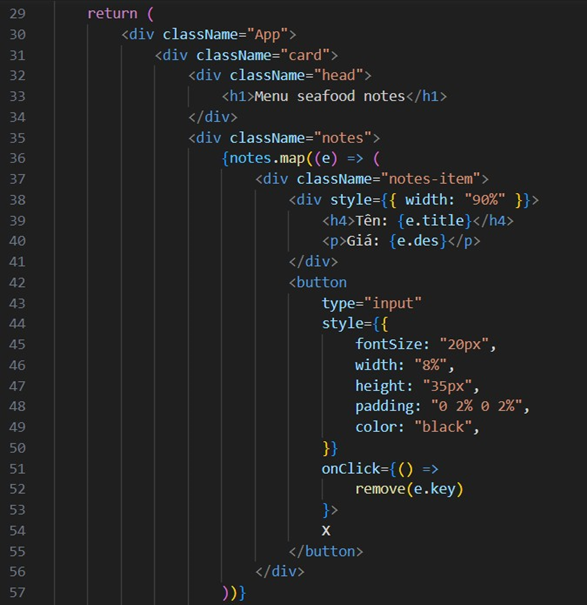 29 return (
30 <div className="App">
31 <div className="card">
32 <div className="head">
33 <h1>Menu seafood notes</h1>
34 </div>
35 <div className="notes">
36 {notes.map((e) => (
37 <div className="notes-item">
38 <div style={{ width: "90%" }}>
39 <h4>Tên: {e.title}</h4>
40 <p>Giá: {e.des}</p>
41 </div>
42 <button
43 type="input"
44 style={{
45 fontSize: "20px",
46 width: "8%",
47 height: "35px",
48 padding: "0 2% 0 2%",
49 color: "black",
50 }}
51 onClick={() =>
52 remove(e.key)
53 }>
54 X
55 </button>
56 </div>
57 ))}